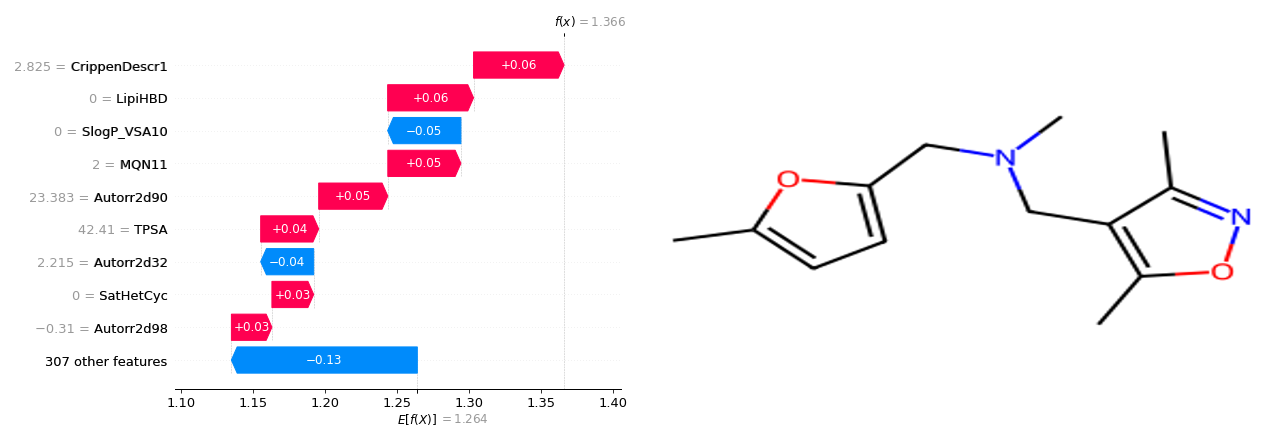 f(x) = 1.366
2.825 = CrippenDescr1 +0.06
0 = LipiHBD +0.06
0 = SlogP_VSA10 −0.05
2 = MQN11 +0.05
23.383 = Autorr2d90 +0.05
42.41 = TPSA +0.04
2.215 = Autorr2d32 −0.04
0 = SatHetCyc +0.03
−0.31 = Autorr2d98 +0.03
307 other features −0.13
1.10 1.15 1.20 1.25 1.30 1.35 1.40
E[f(X)] = 1.264
N
O
N
O